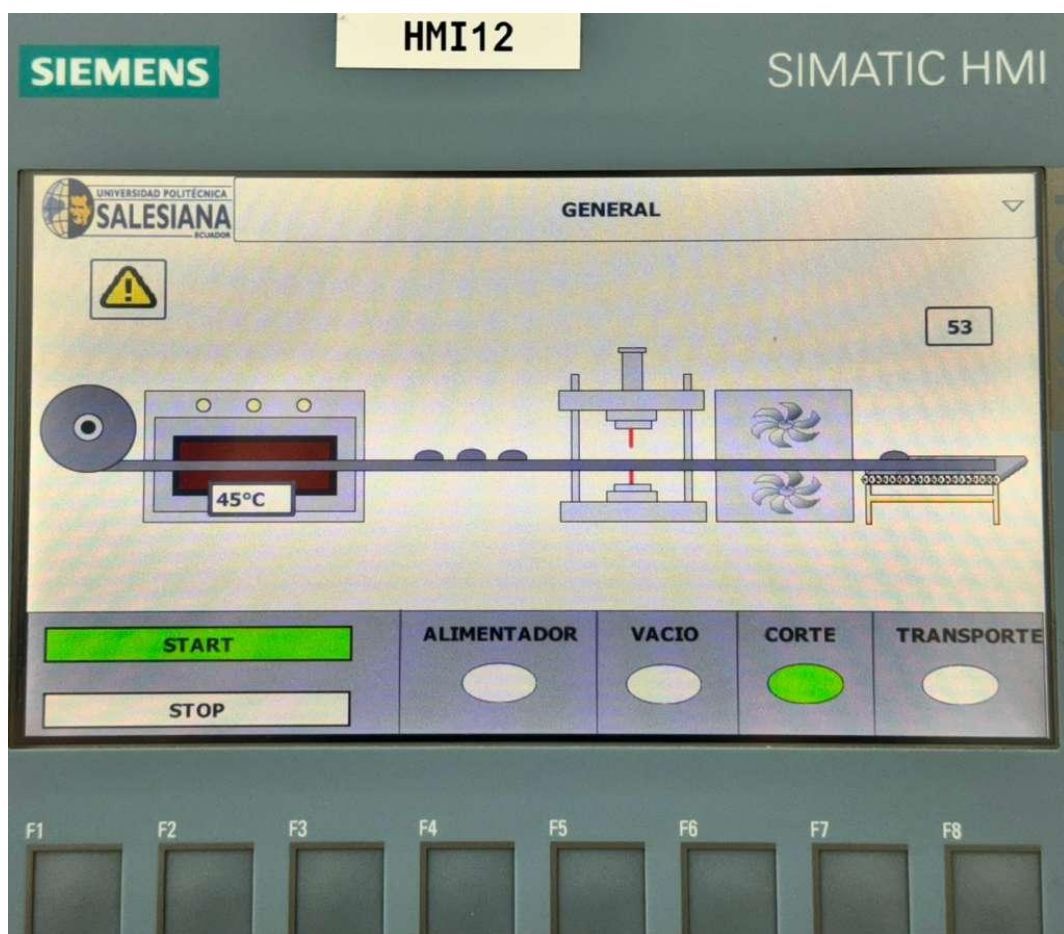 HMI12
SIEMENS
SIMATIC HMI
UNIVERSIDAD POLITÉCNICA
SALESIANA
ECUADOR
GENERAL
53
45°C
START
ALIMENTADOR
VACIO
CORTE
TRANSPORTE
STOP
F1
F2
F3
F4
F5
F6
F7
F8